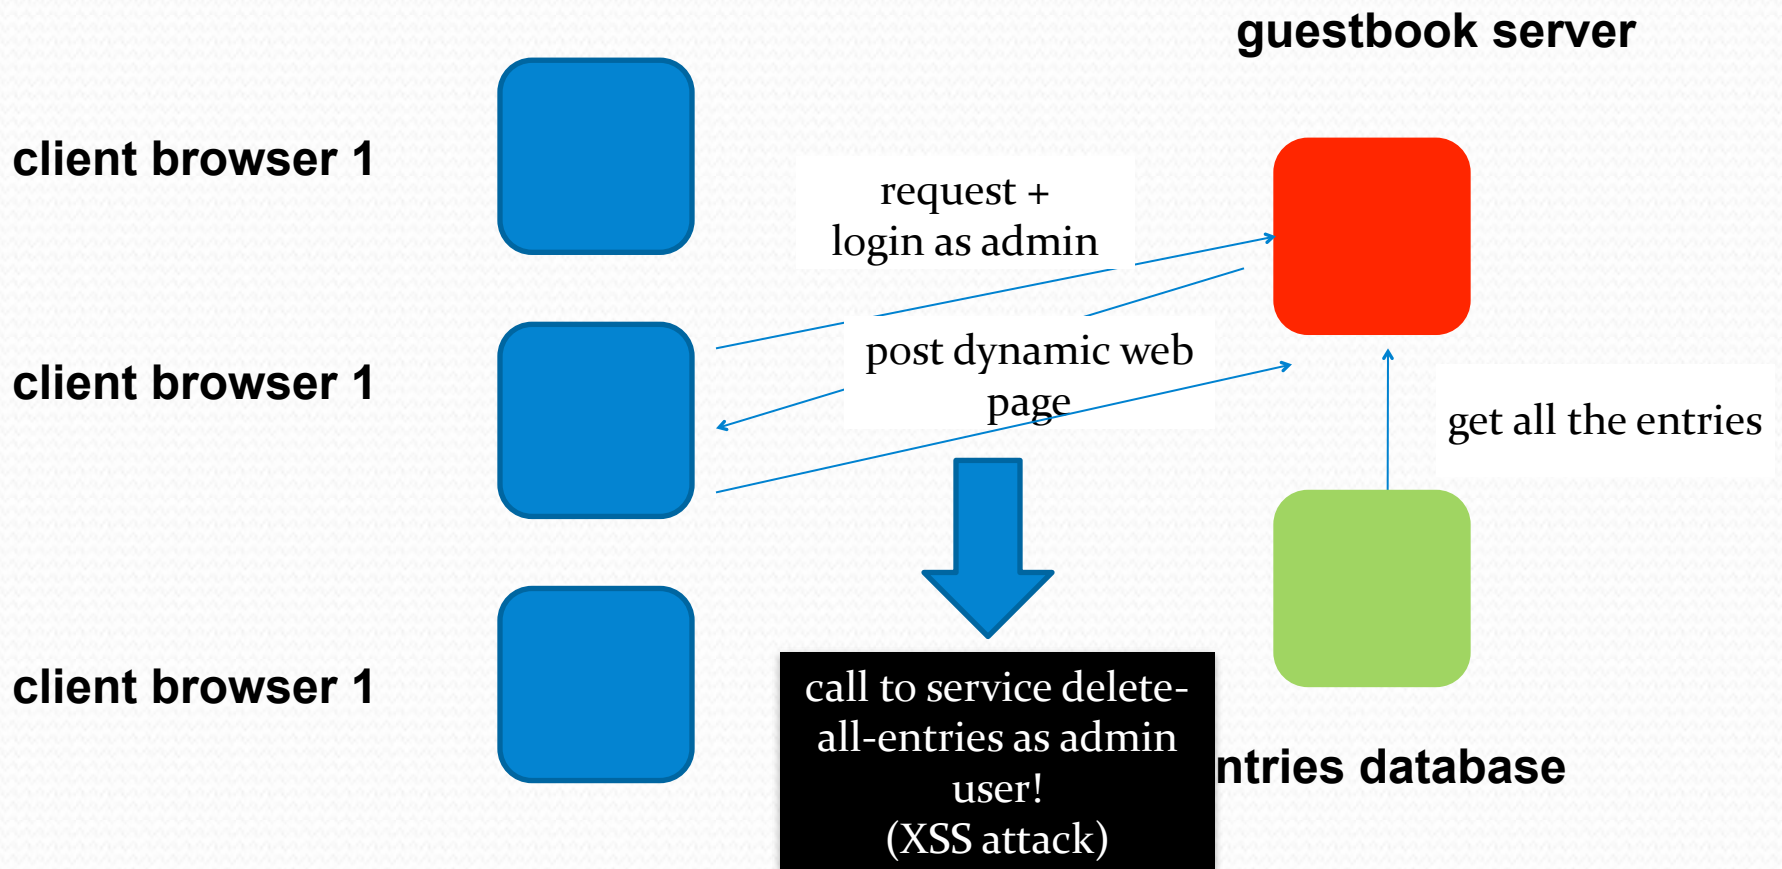 guestbook server
client browser 1
request +
login as admin
post dynamic web
page
client browser 1
get all the entries
client browser 1
call to service delete-
all-entries as admin
user!
(XSS attack)
ntries database